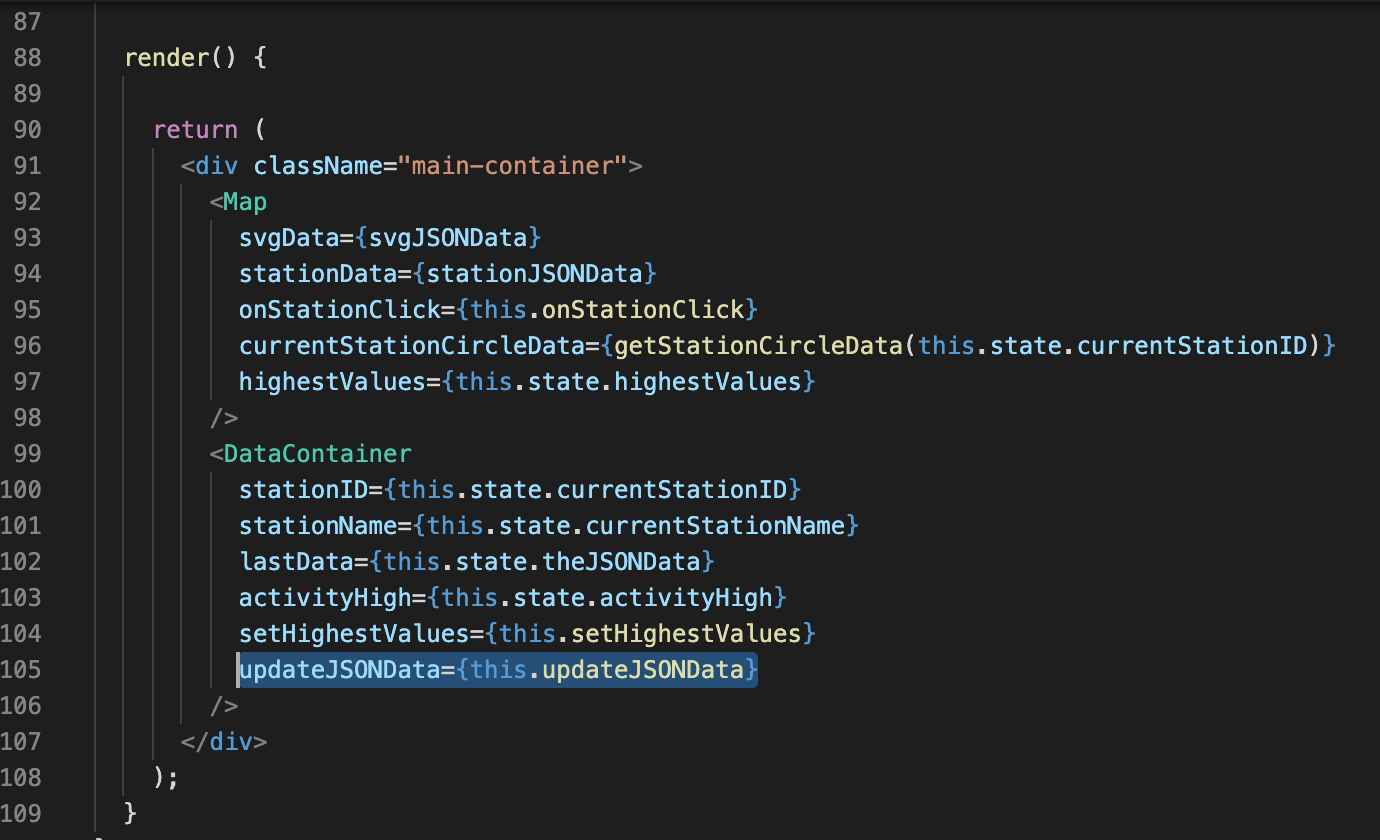 87
88 render() {
89
90 return (
91 <div className="main-container">
92 <Map
93 svgData={svgJSONData}
94 stationData={stationJSONData}
95 onStationClick={this.onStationClick}
96 currentStationCircleData={getStationCircleData(this.state.currentStationID)}
97 highestValues={this.state.highestValues}
98 />
99 <DataContainer
100 stationID={this.state.currentStationID}
101 stationName={this.state.currentStationName}
102 lastData={this.state.theJSONData}
103 activityHigh={this.state.activityHigh}
104 setHighestValues={this.setHighestValues}
105 updateJSONData={this.updateJSONData}
106 />
107 </div>
108 );
109 }